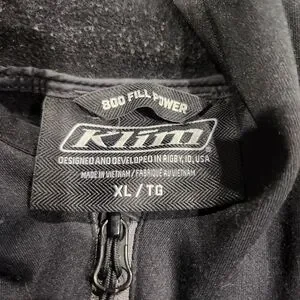 800 FILL POWER
KLIM
DESIGNED AND DEVELOPED IN RIGBY, ID, USA
MADE IN VIETNAM / FABRIQUÉ AU VIETNAM
XL / TG